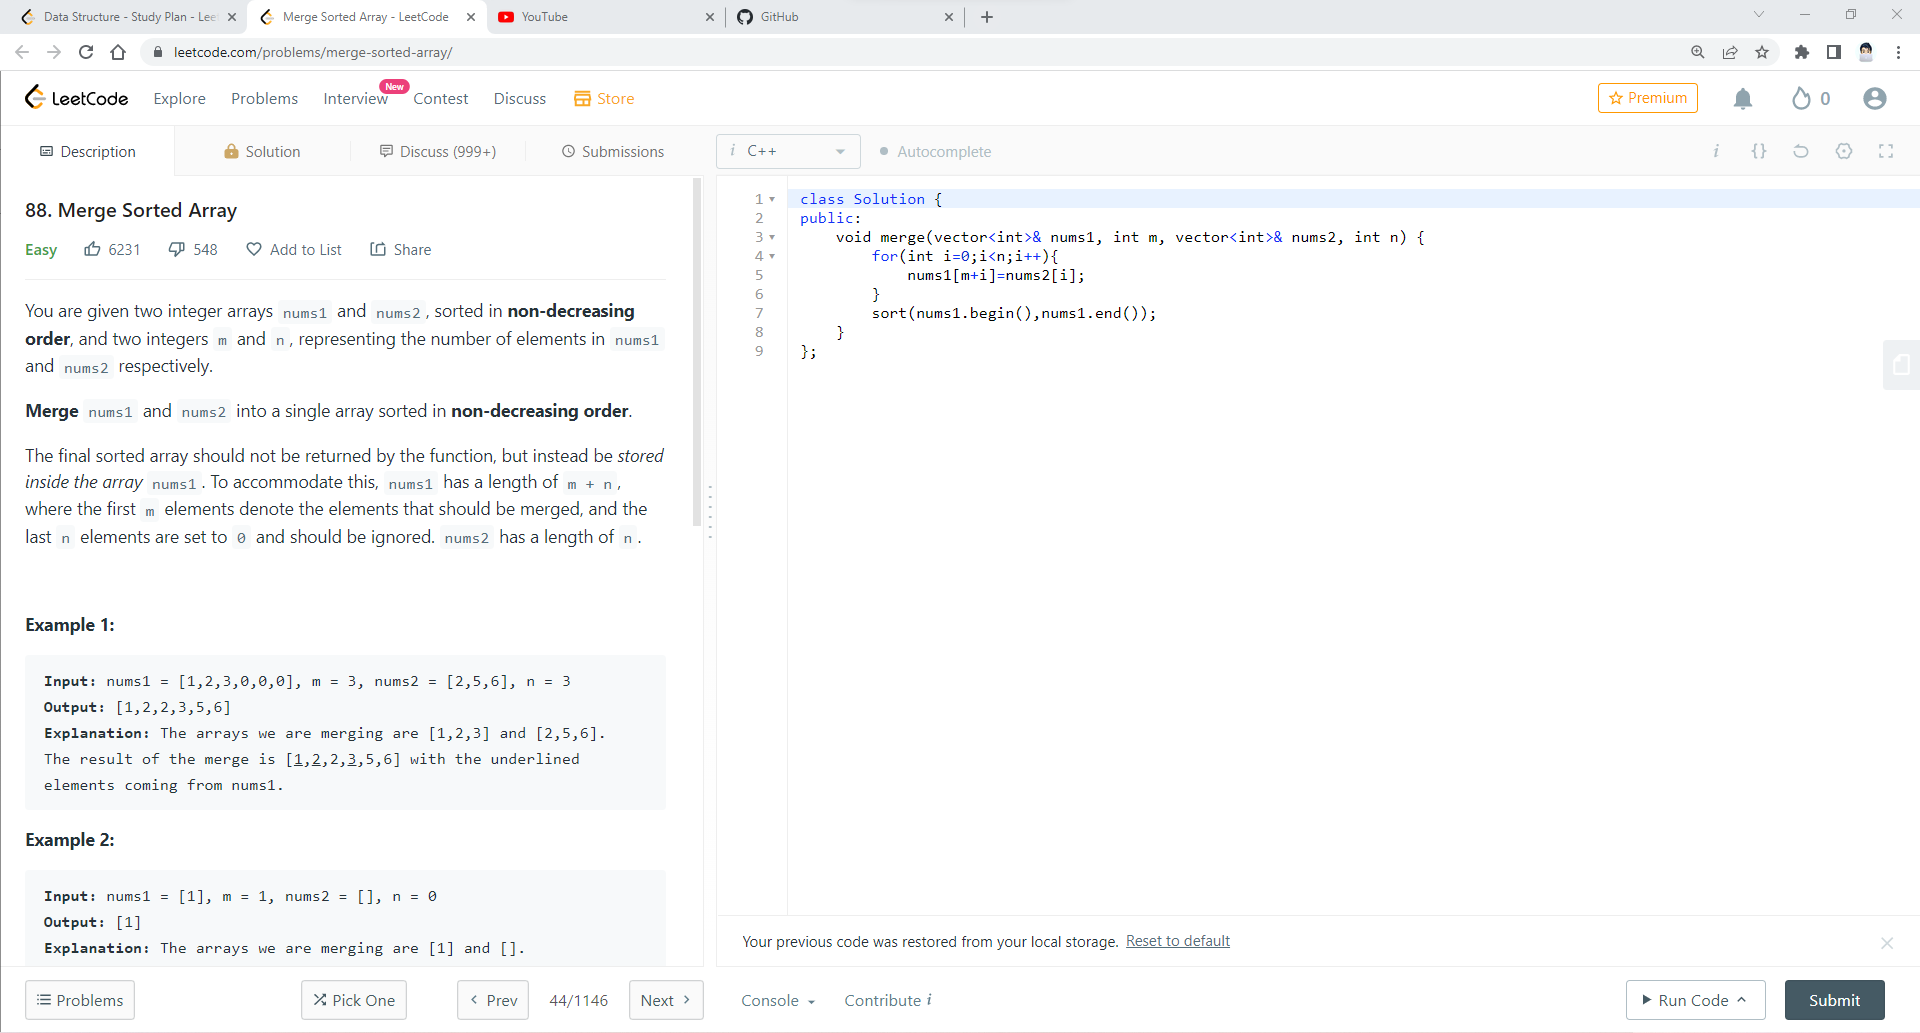 Data Structure - Study Plan - Lee
Merge Sorted Array - LeetCode
YouTube
GitHub
leetcode.com/problems/merge-sorted-array/
LeetCode
Explore
Problems
Interview
New
Contest
Discuss
Store
Premium
0
Description
Solution
Discuss (999+)
Submissions
i C++
Autocomplete
i
{}
88. Merge Sorted Array
Easy
6231
548
Add to List
Share
You are given two integer arrays nums1 and nums2, sorted in non-decreasing
order, and two integers m and n, representing the number of elements in nums1
and nums2 respectively.
Merge nums1 and nums2 into a single array sorted in non-decreasing order.
The final sorted array should not be returned by the function, but instead be stored
inside the array nums1. To accommodate this, nums1 has a length of m + n,
where the first m elements denote the elements that should be merged, and the
last n elements are set to 0 and should be ignored. nums2 has a length of n.
Example 1:
Input: nums1 = [1,2,3,0,0,0], m = 3, nums2 = [2,5,6], n = 3
Output: [1,2,2,3,5,6]
Explanation: The arrays we are merging are [1,2,3] and [2,5,6].
The result of the merge is [1,2,2,3,5,6] with the underlined
elements coming from nums1.
Example 2:
Input: nums1 = [1], m = 1, nums2 = [], n = 0
Output: [1]
Explanation: The arrays we are merging are [1] and [].
1 class Solution {
2 public:
3     void merge(vector<int>& nums1, int m, vector<int>& nums2, int n) {
4         for(int i=0;i<n;i++){
5             nums1[m+i]=nums2[i];
6         }
7         sort(nums1.begin(),nums1.end());
8     }
9 };
Your previous code was restored from your local storage. Reset to default
Problems
Pick One
Prev
44/1146
Next
Console
Contribute i
Run Code
Submit